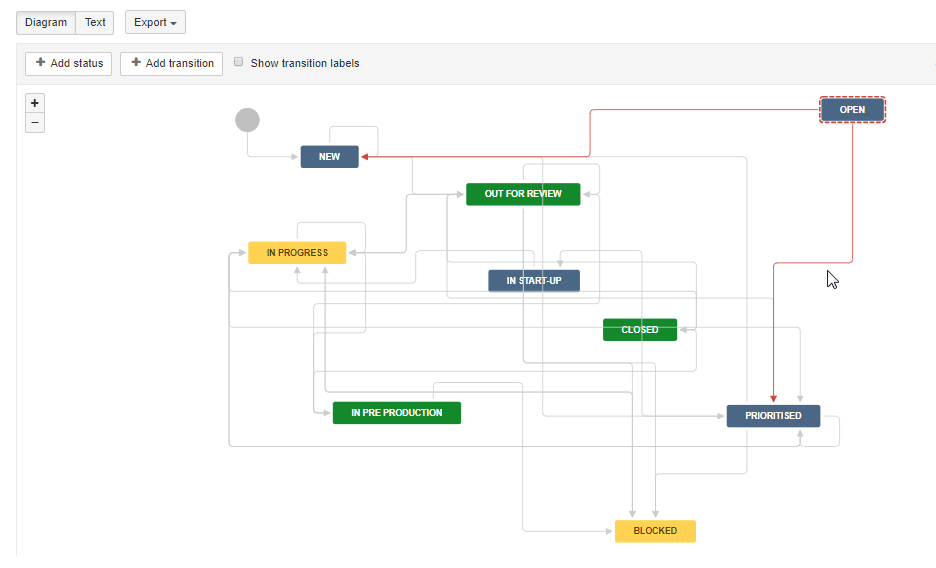 Diagram Text Export
+ Add status + Add transition Show transition labels
+
−
OPEN
NEW
OUT FOR REVIEW
IN PROGRESS
IN START-UP
CLOSED
IN PRE PRODUCTION
PRIORITISED
BLOCKED